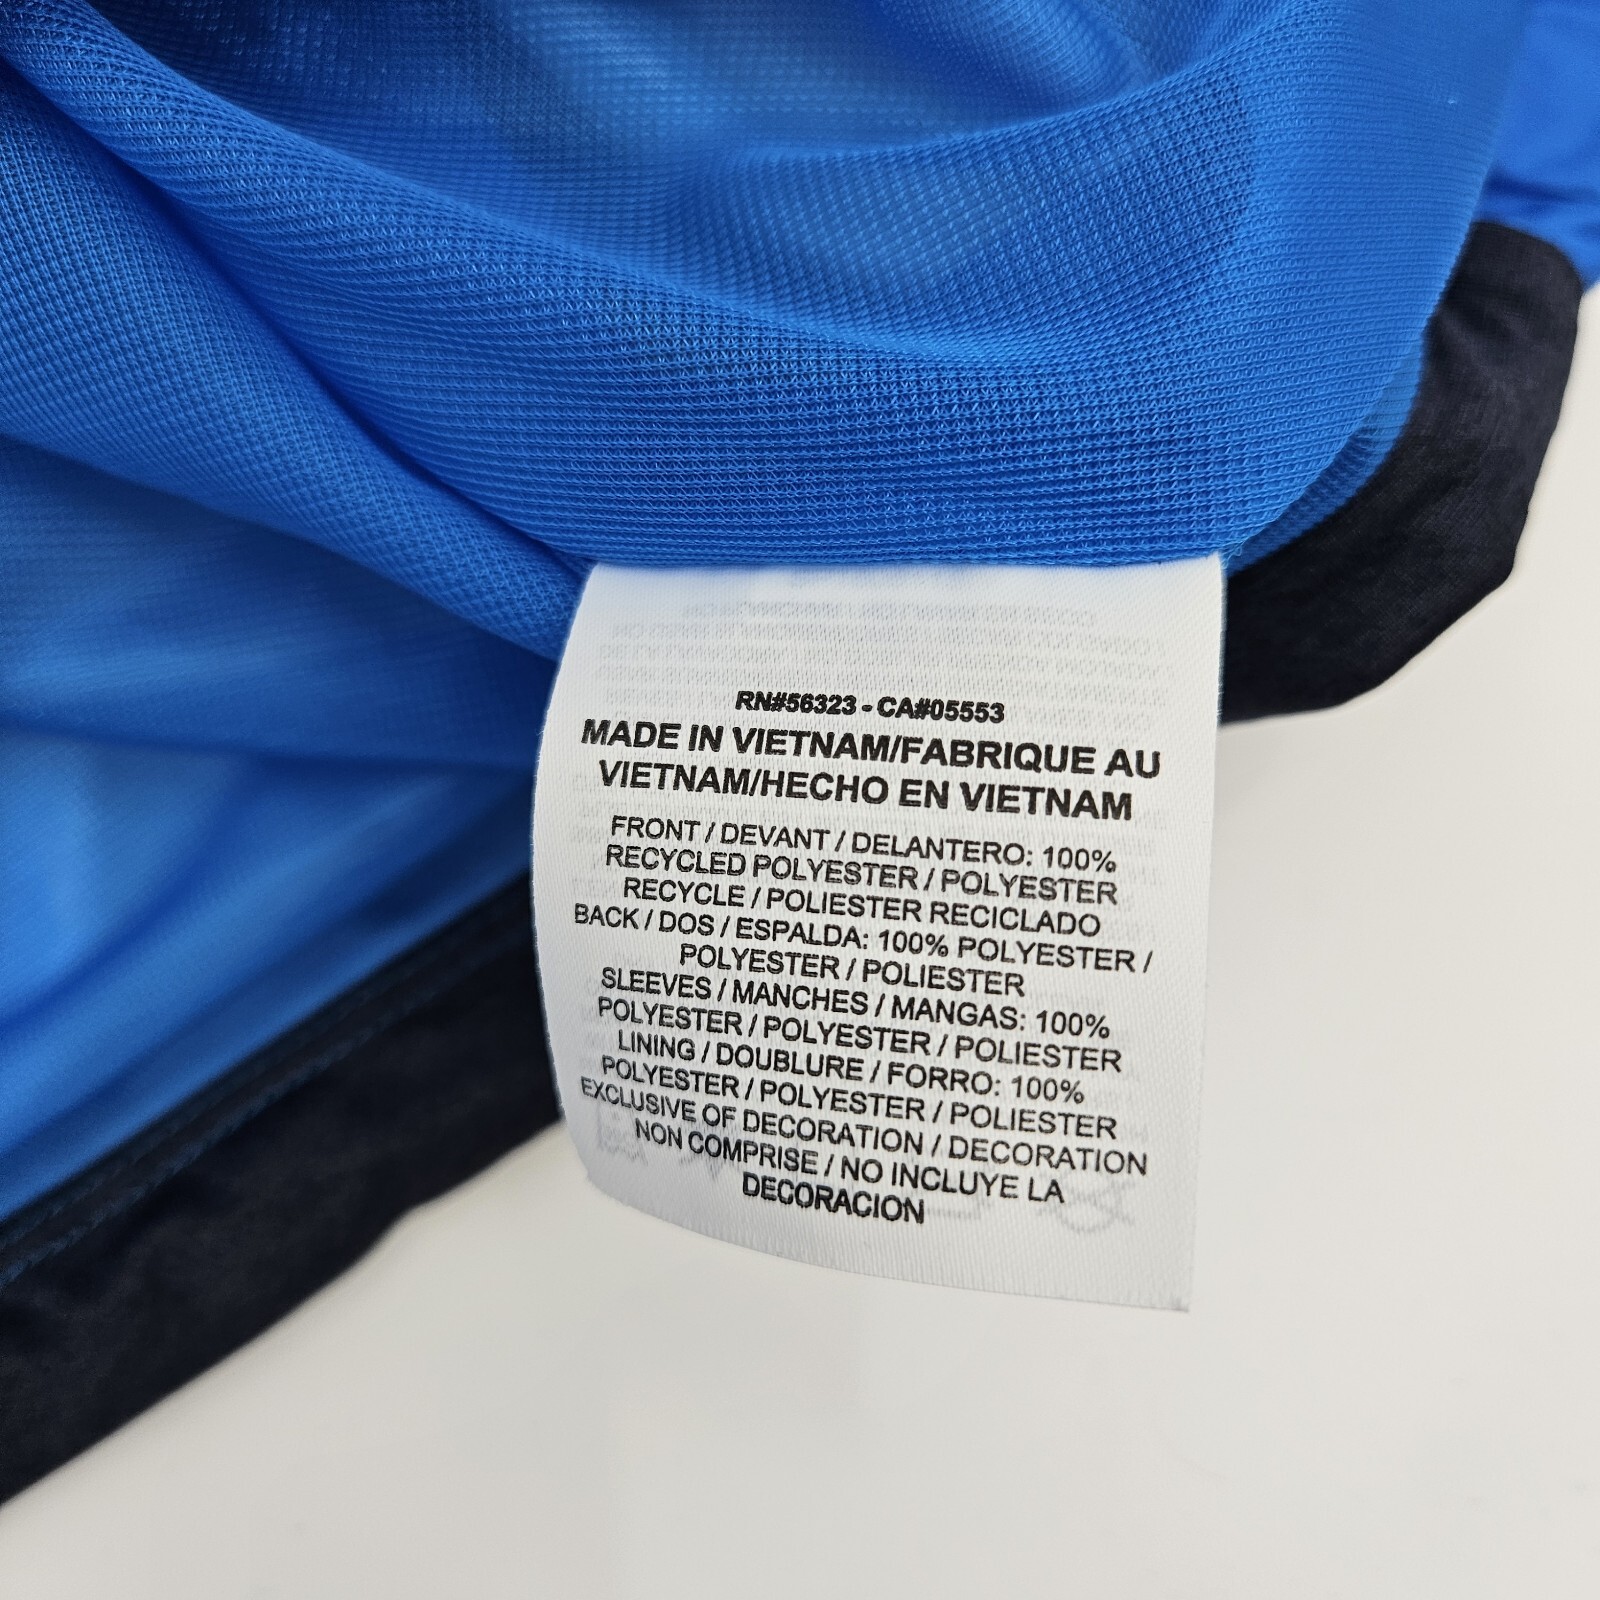 RN#56323 - CA#05553
MADE IN VIETNAM/FABRIQUE AU
VIETNAM/HECHO EN VIETNAM
FRONT / DEVANT / DELANTERO: 100%
RECYCLED POLYESTER / POLYESTER
RECYCLE / POLIESTER RECICLADO
BACK / DOS / ESPALDA: 100% POLYESTER /
POLYESTER / POLIESTER
SLEEVES / MANCHES / MANGAS: 100%
POLYESTER / POLYESTER / POLIESTER
LINING / DOUBLURE / FORRO: 100%
POLYESTER / POLYESTER / POLIESTER
EXCLUSIVE OF DECORATION / DECORATION
NON COMPRISE / NO INCLUYE LA
DECORACION